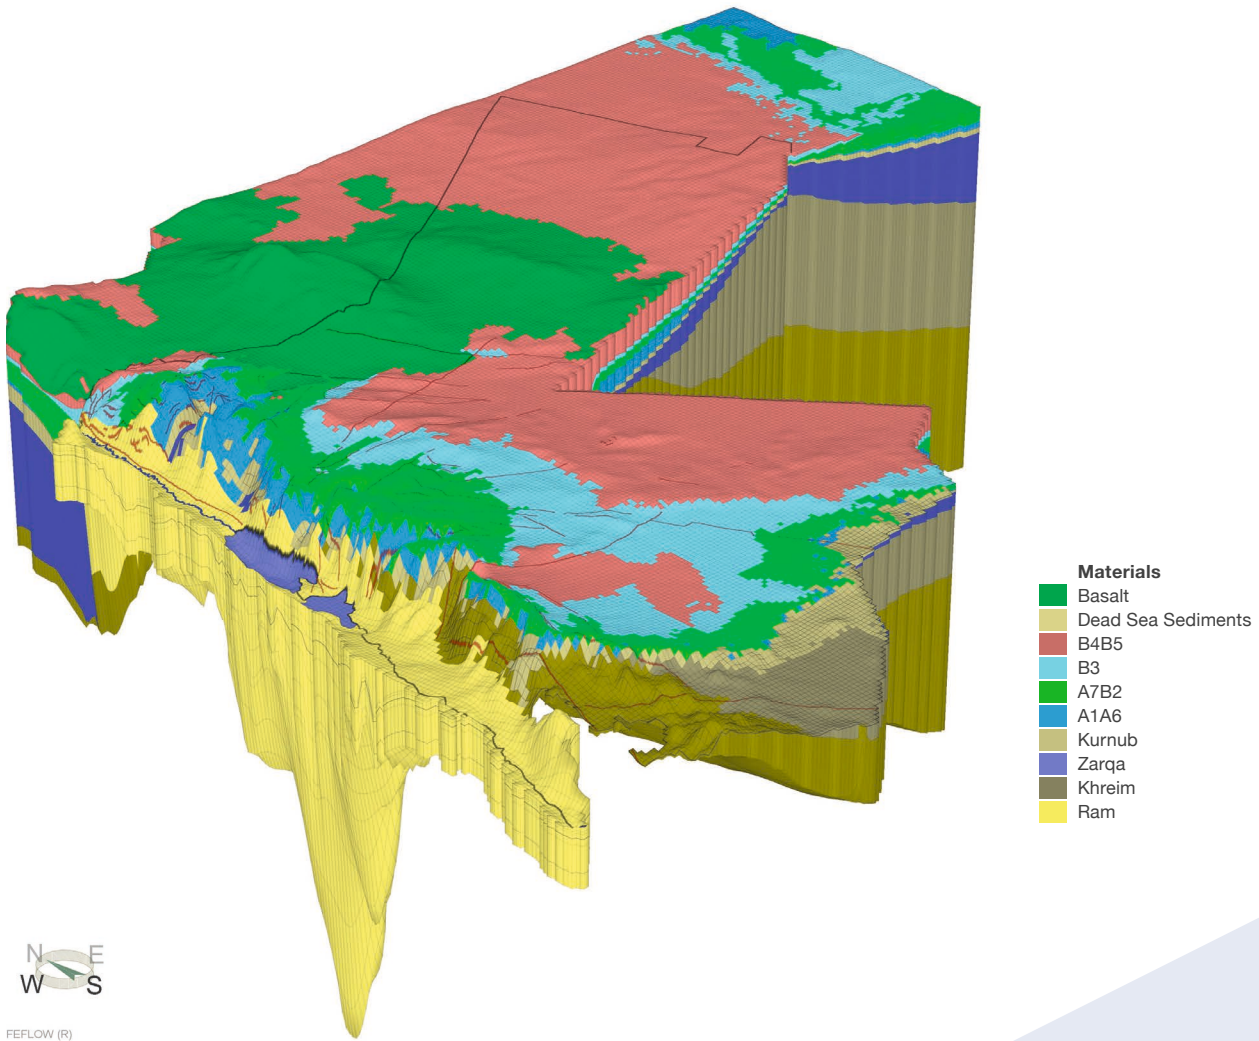 Materials
Basalt
Dead Sea Sediments
B4B5
B3
A7B2
A1A6
Kurnub
Zarqa
Khreim
Ram
N E
W S
FEFLOW (R)